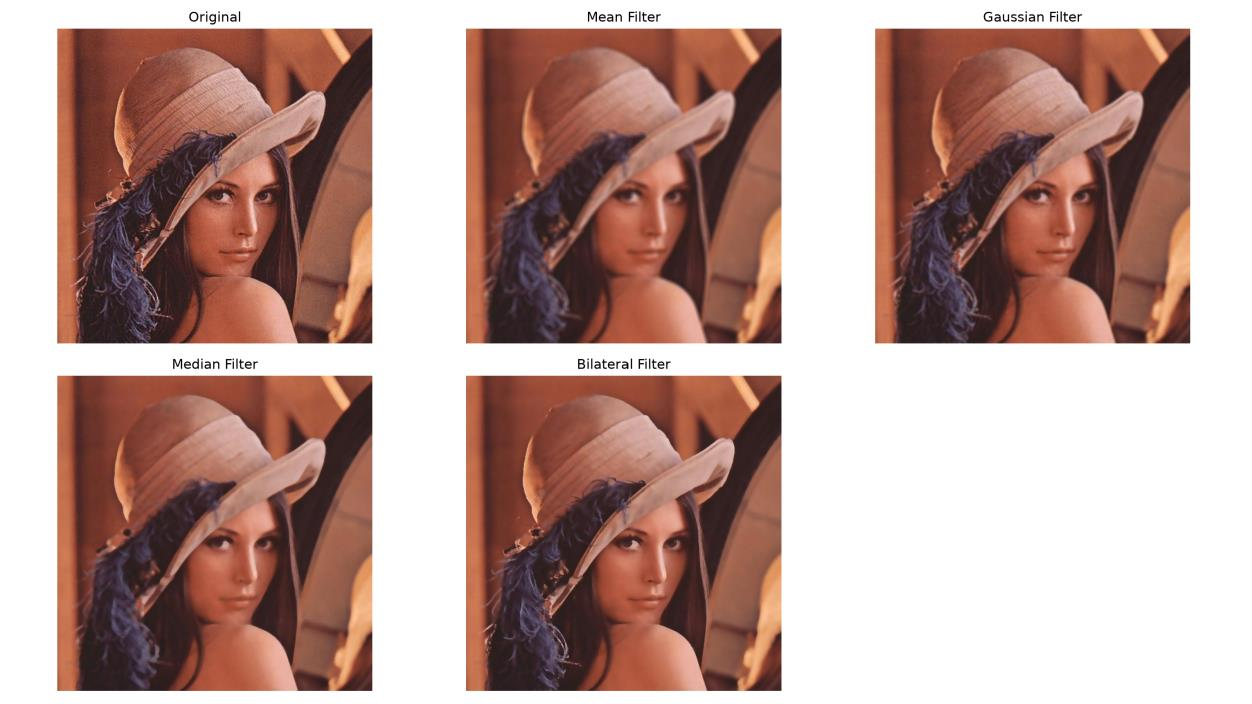 Original
Mean Filter
Gaussian Filter
Median Filter
Bilateral Filter